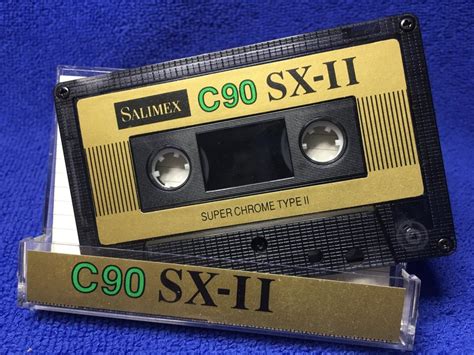 SALIMEX C90 SX-II
SUPER CHROME TYPE II
C90 SX-II